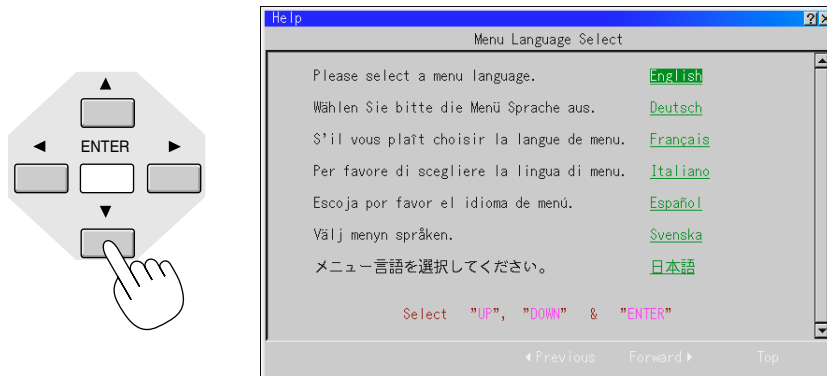 ENTER
Help
Menu Language Select
Please select a menu language. English
Wählen Sie bitte die Menü Sprache aus. Deutsch
S'il vous plaît choisir la langue de menu. Français
Per favore di scegliere la lingua di menu. Italiano
Escoja por favor el idioma de menú. Español
Välj menyn språken. Svenska
メニュー言語を選択してください。 日本語
Select "UP", "DOWN" & "ENTER"
Previous Forward Top